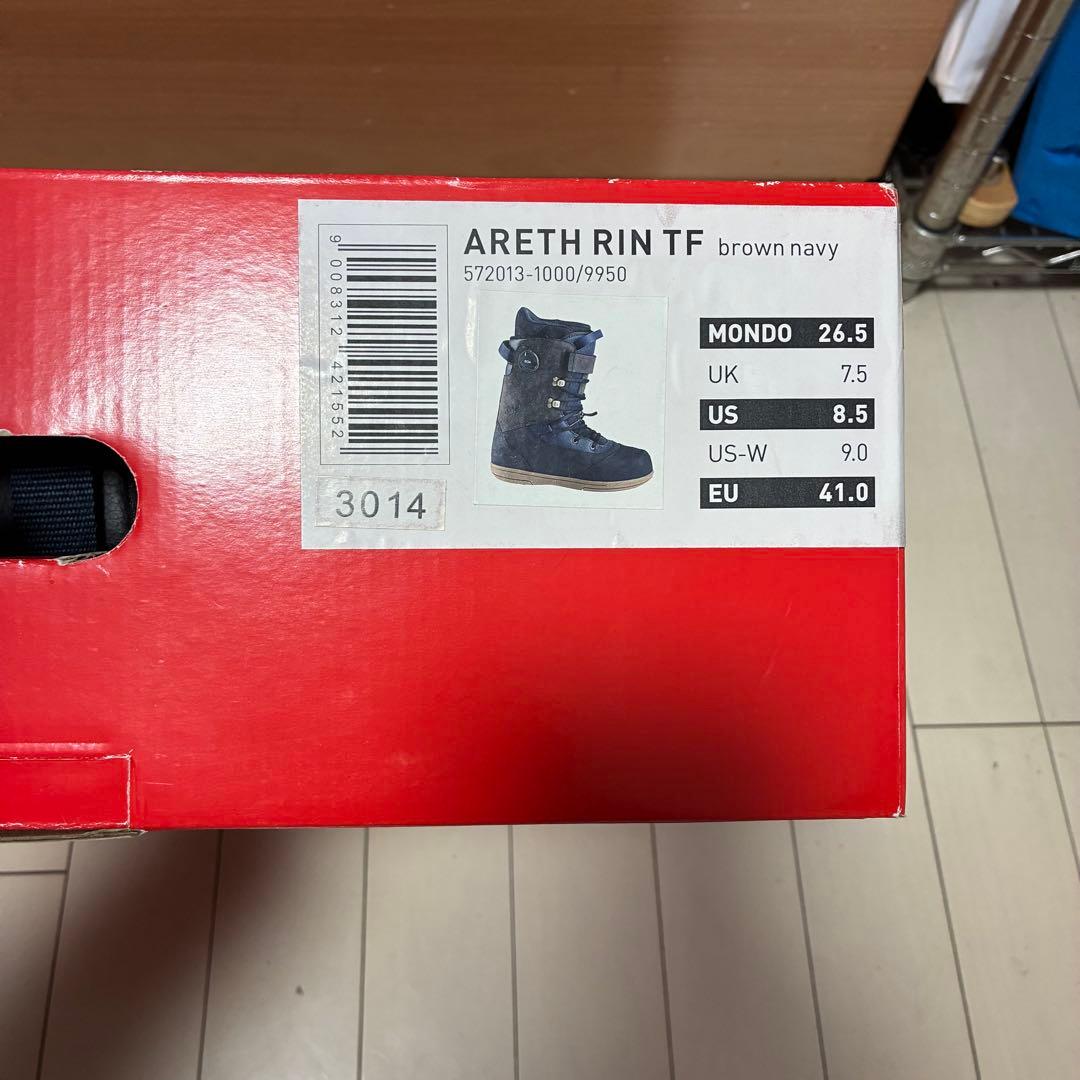 ARETH RIN TF brown navy
572013-1000/9950
9 008312 421552
3014
MONDO 26.5
UK 7.5
US 8.5
US-W 9.0
EU 41.0